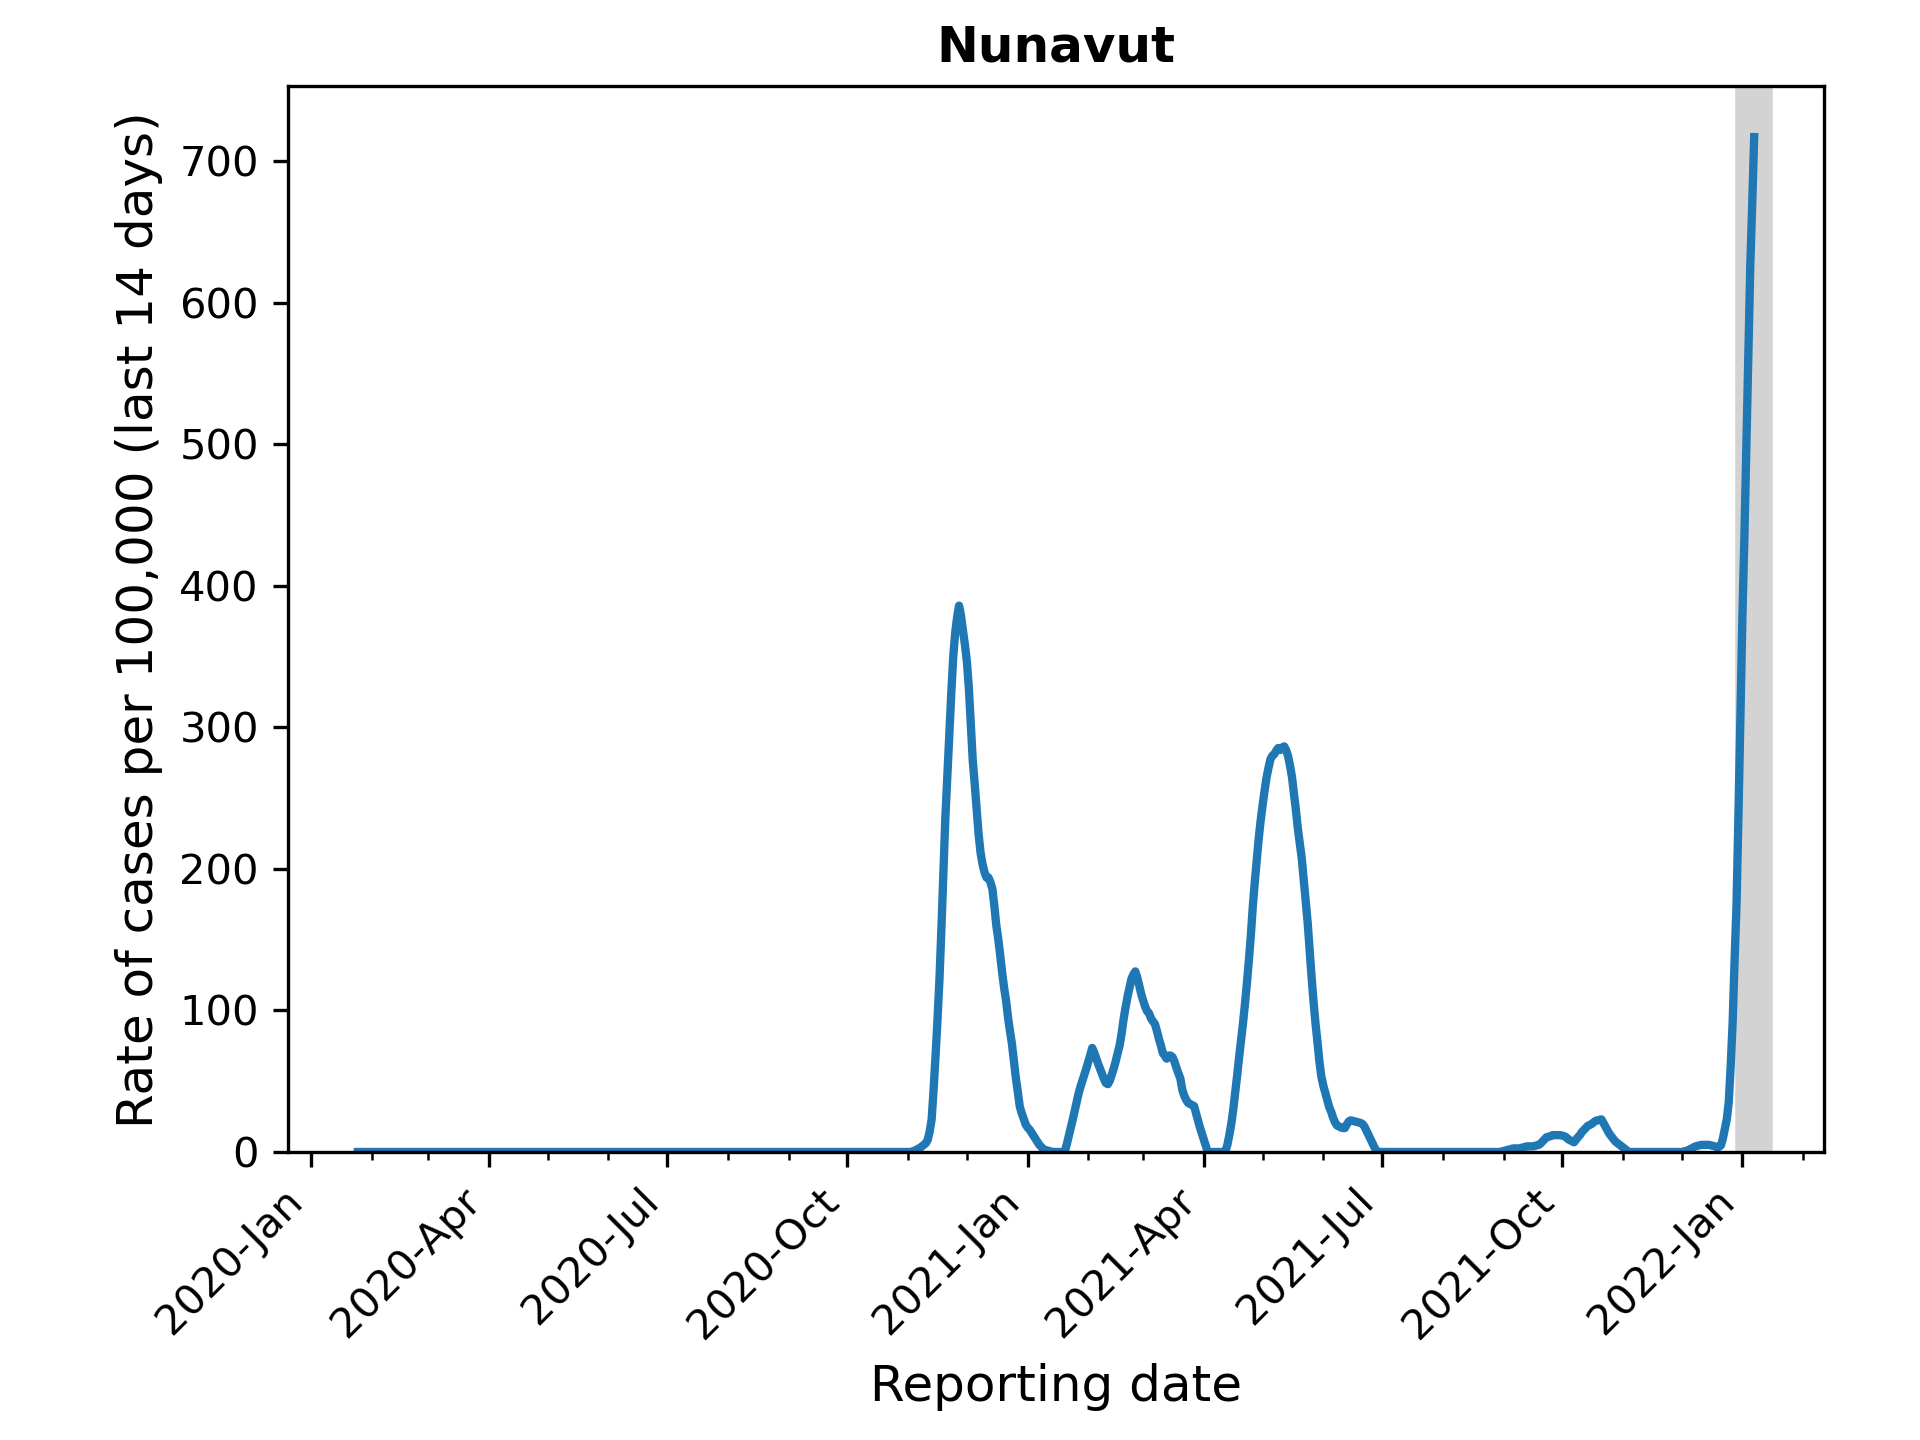 Nunavut
Rate of cases per 100,000 (last 14 days)
700
600
500
400
300
200
100
0
2020-Jan
2020-Apr
2020-Jul
2020-Oct
2021-Jan
2021-Apr
2021-Jul
2021-Oct
2022-Jan
Reporting date